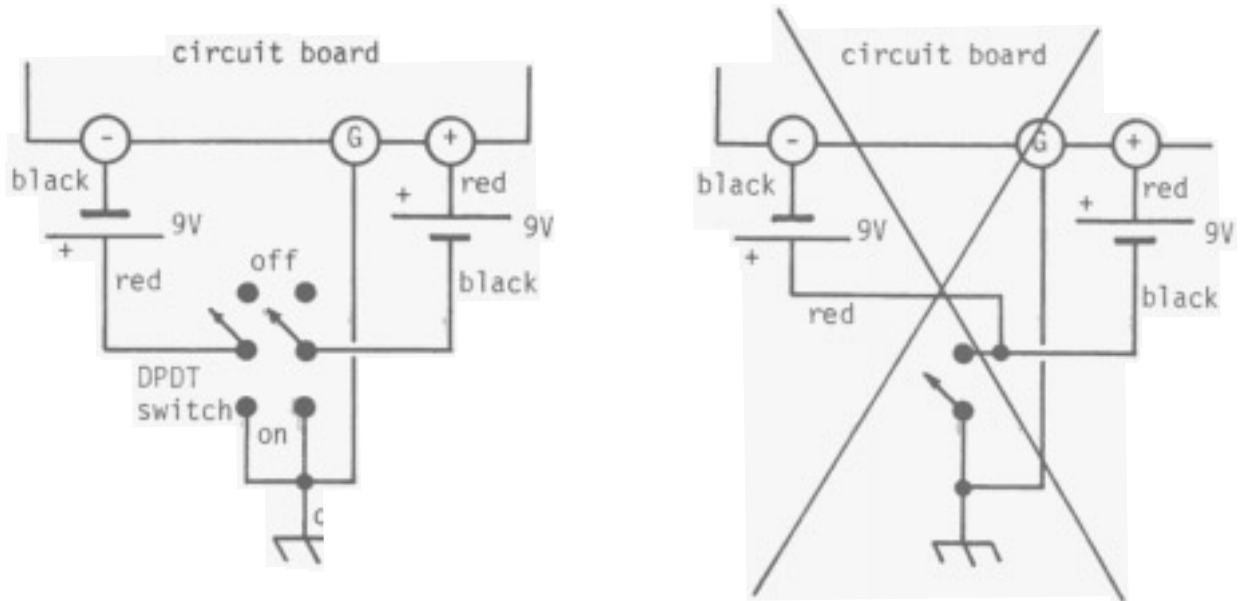 circuit board
-
G
+
black
red
+
9V
+
9V
red
off
black
DPDT
switch
on
circuit board
-
G
+
black
red
+
9V
+
9V
red
black